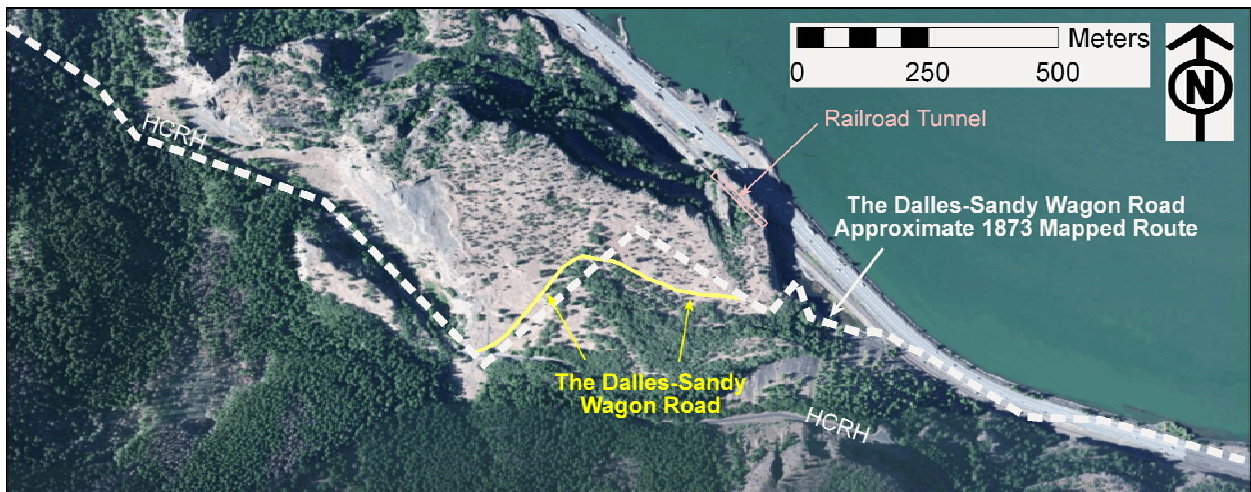 Meters
0 250 500
N
Railroad Tunnel
HCRH
The Dalles-Sandy Wagon Road
Approximate 1873 Mapped Route
The Dalles-Sandy
Wagon Road
HCRH